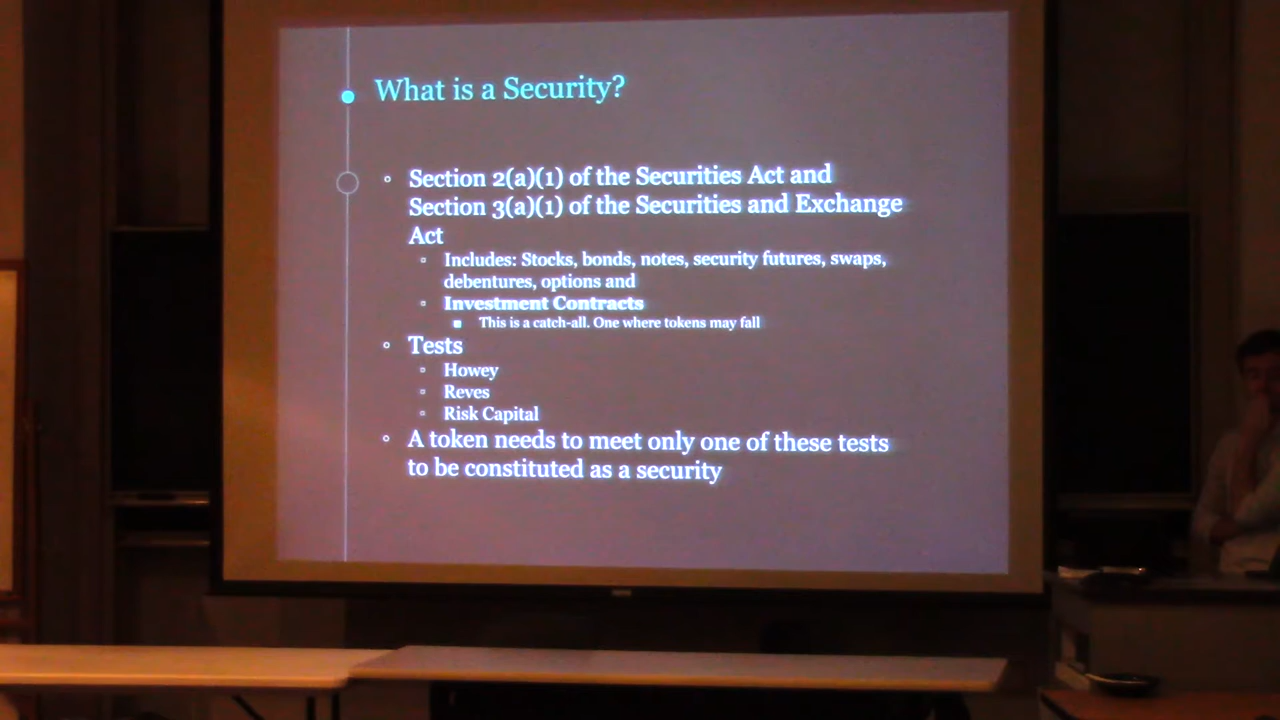 What is a Security?
Section 2(a)(1) of the Securities Act and
Section 3(a)(1) of the Securities and Exchange
Act
Includes: Stocks, bonds, notes, security futures, swaps,
debentures, options and
Investment Contracts
This is a catch-all. One where tokens may fall
Tests
Howey
Reves
Risk Capital
A token needs to meet only one of these tests
to be constituted as a security